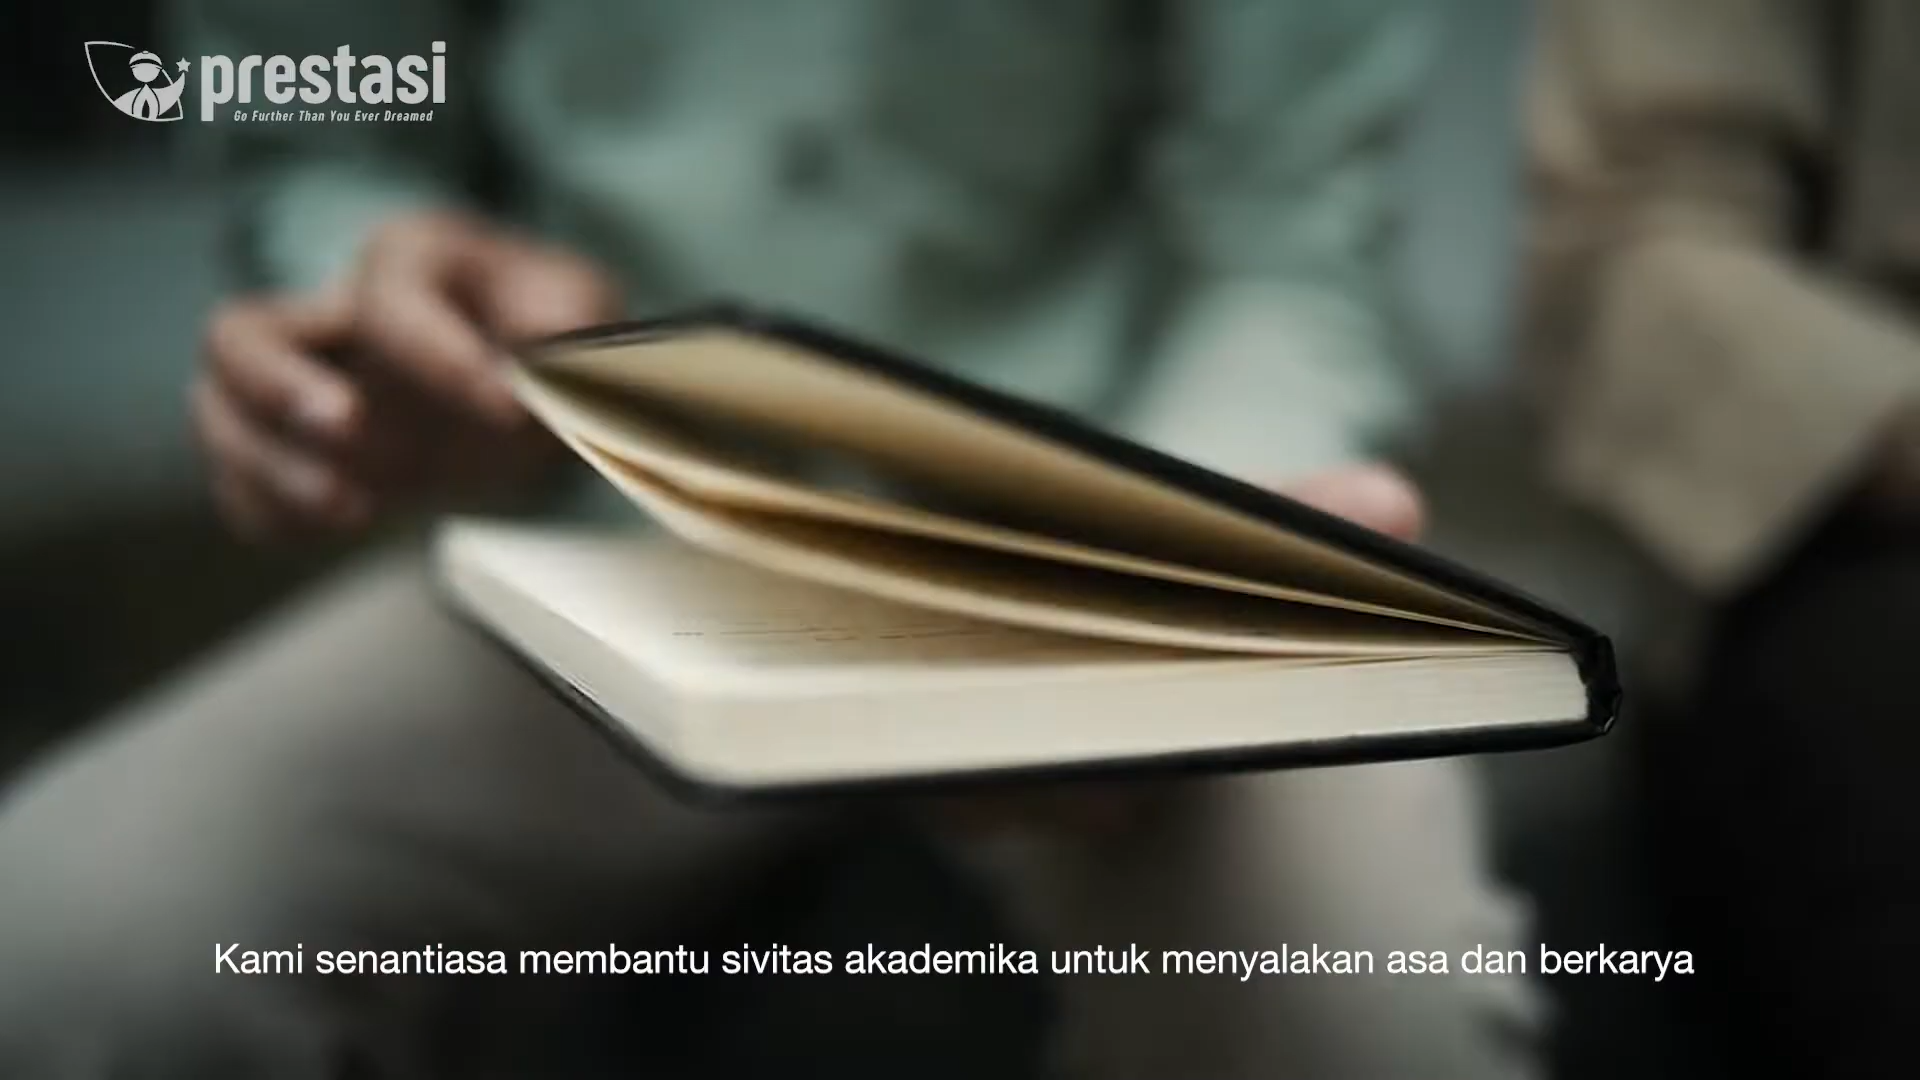 prestasi
Go Further Than You Ever Dreamed
Kami senantiasa membantu sivitas akademika untuk menyalakan asa dan berkarya